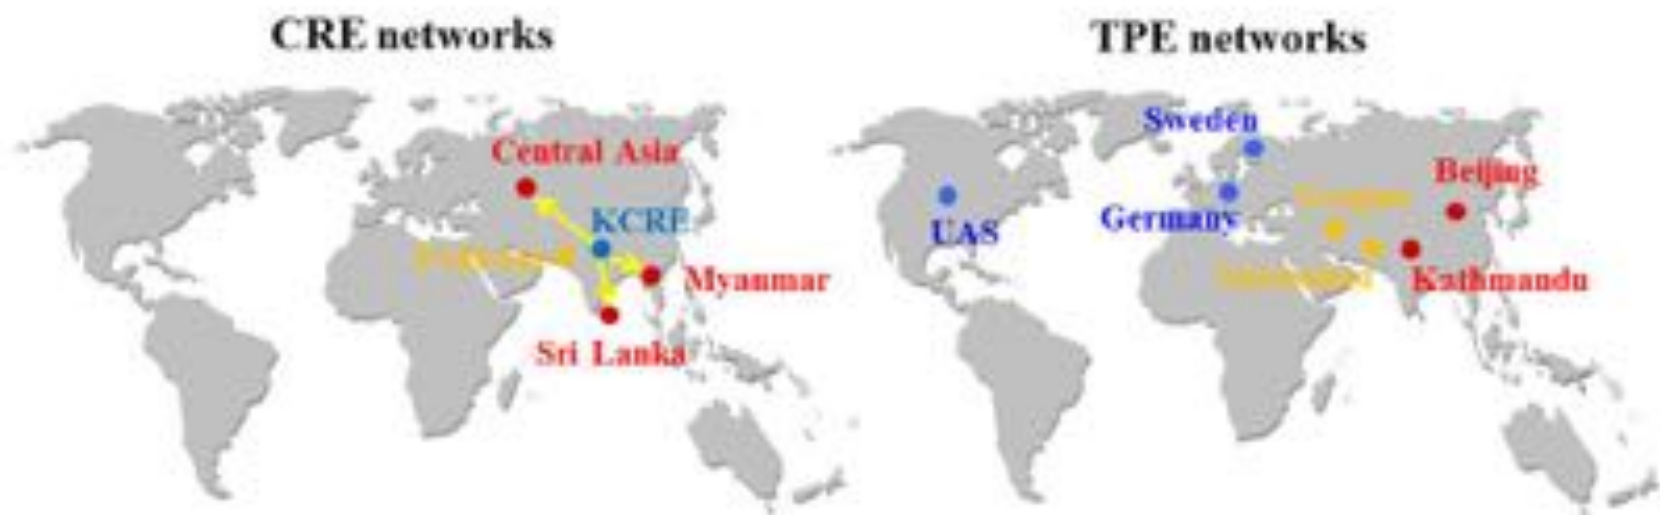 CRE networks
TPE networks
Central Asia
KCRE
Myanmar
Sri Lanka
Sweden
Beijing
UAS
Germany
Kathmandu